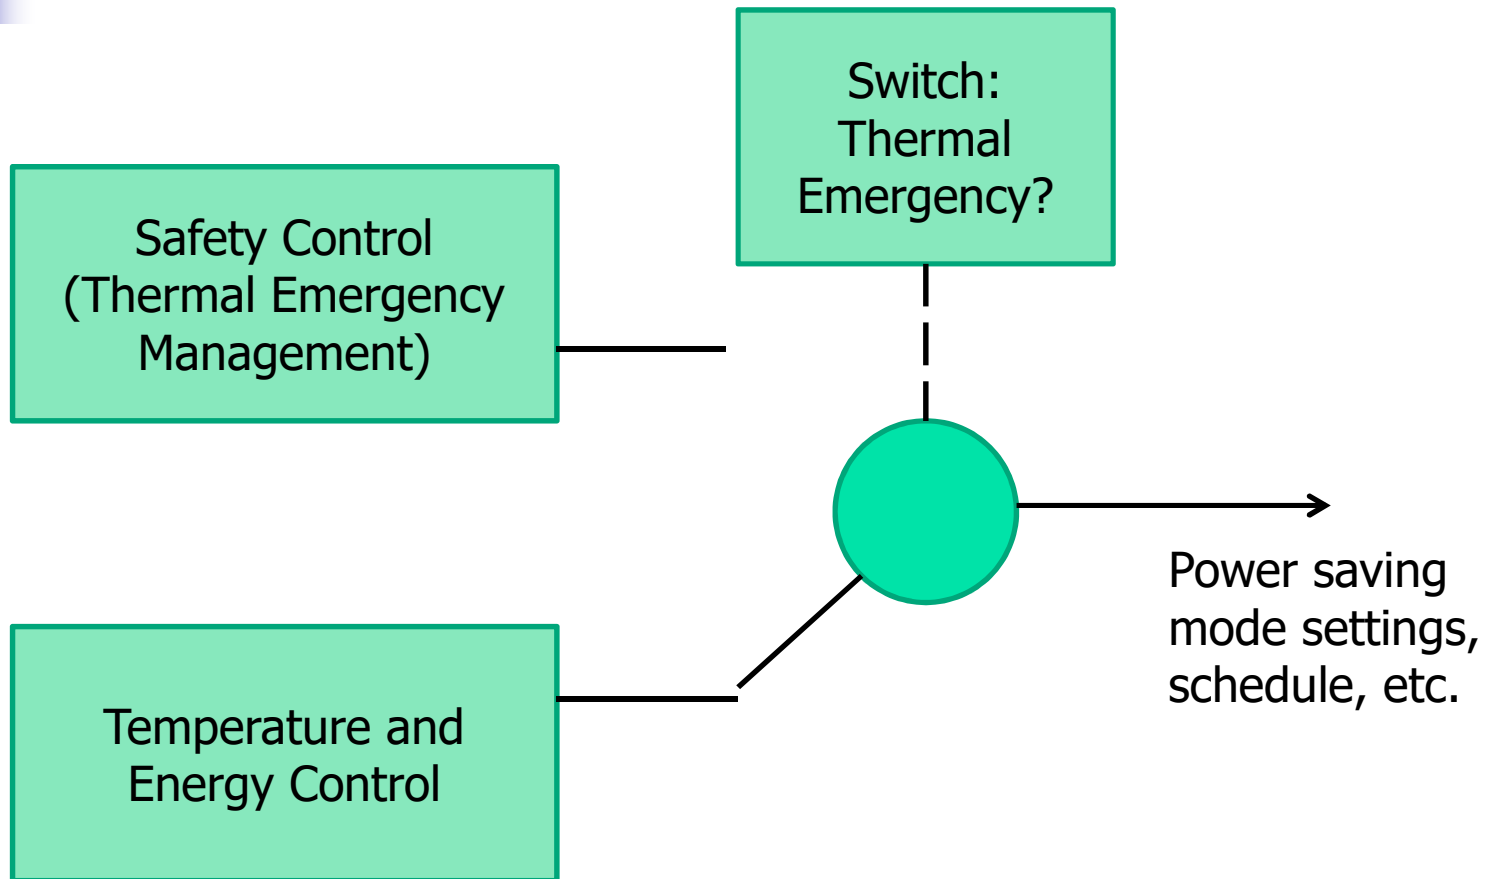 Switch:
Thermal
Emergency?
Safety Control
(Thermal Emergency
Management)
Power saving
mode settings,
schedule, etc.
Temperature and
Energy Control